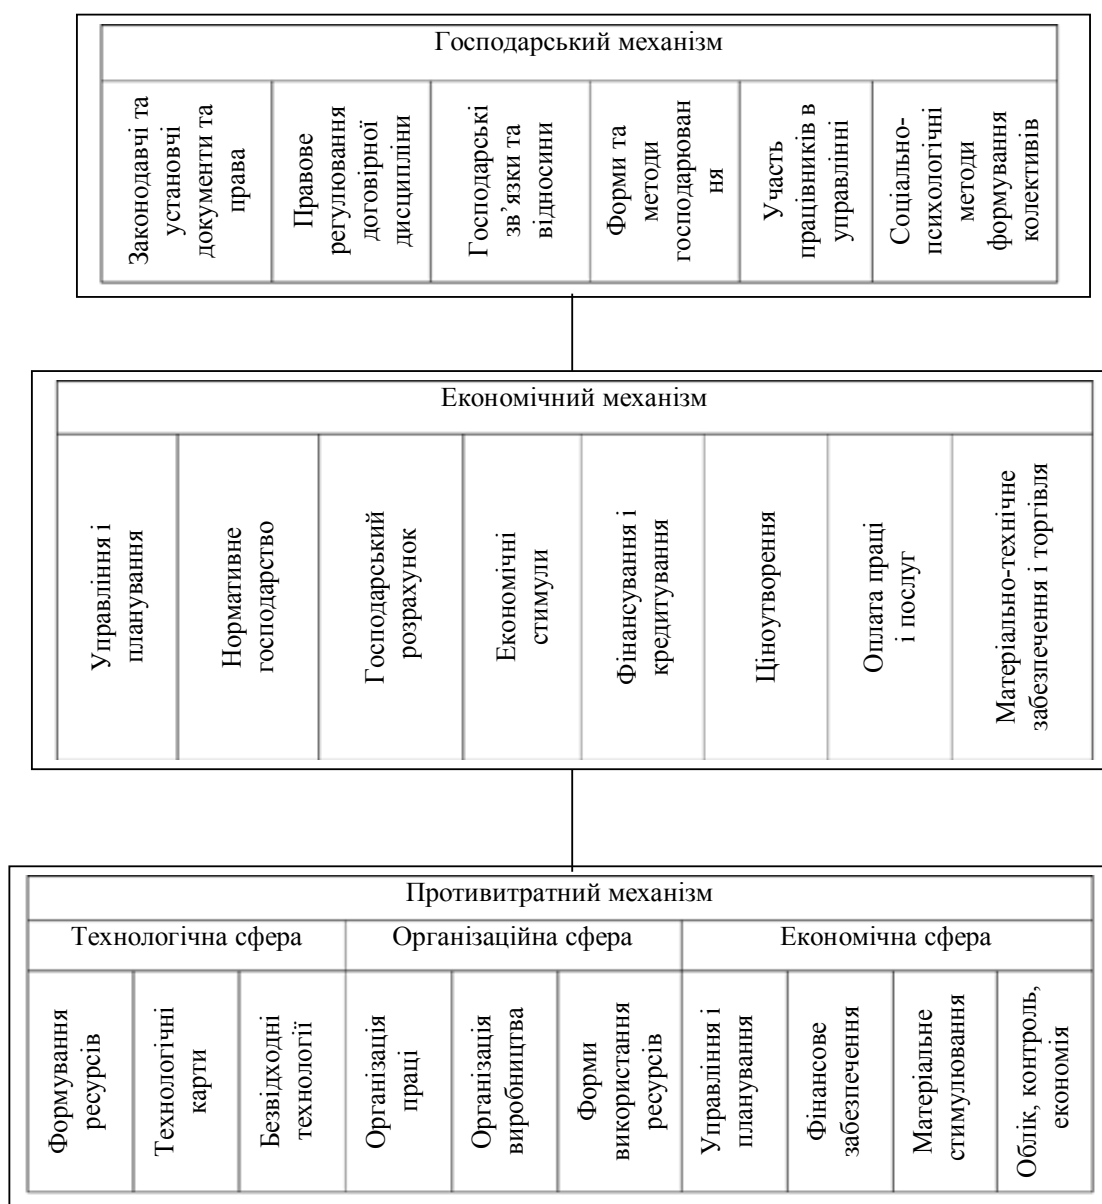 Господарський механізм
Законодавчі та
установчі
документи та
права
Правове
регулювання
договірної
дисципліни
Господарські
зв’язки та
відносини
Форми та
методи
господарюван
ня
Участь
працівників в
управлінні
Соціально-
психологічні
методи
формування
колективів
Економічний механізм
Управління і
планування
Нормативне
господарство
Господарський
розрахунок
Економічні
стимули
Фінансування і
кредитування
Ціноутворення
Оплата праці
і послуг
Матеріально-технічне
забезпечення і торгівля
Противитратний механізм
Технологічна сфера
Організаційна сфера
Економічна сфера
Формування
ресурсів
Технологічні
карти
Безвідходні
технології
Організація
праці
Організація
виробництва
Форми
використання
ресурсів
Управління і
планування
Фінансове
забезпечення
Матеріальне
стимулювання
Облік, контроль,
економія